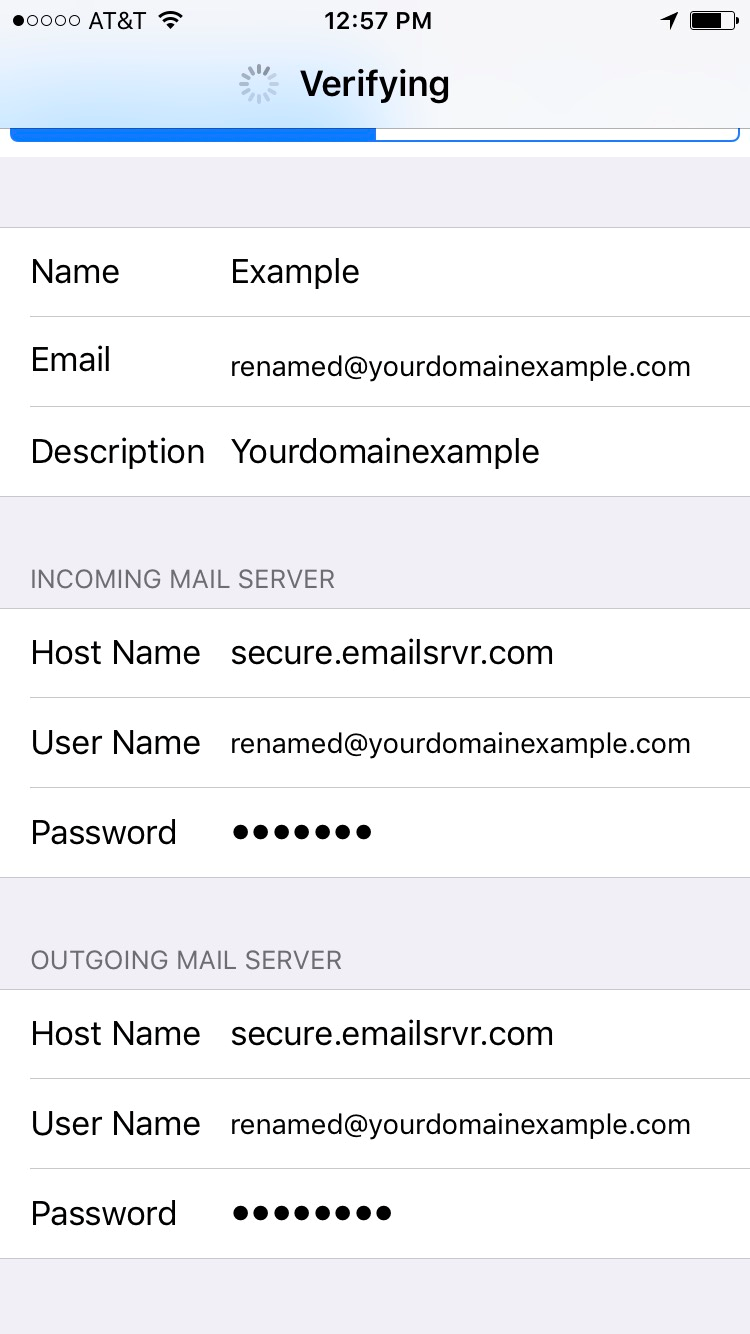 AT&T 12:57 PM
Verifying
Name Example
Email renamed@yourdomainexample.com
Description Yourdomainexample
INCOMING MAIL SERVER
Host Name secure.emailsrvr.com
User Name renamed@yourdomainexample.com
Password ●●●●●●●
OUTGOING MAIL SERVER
Host Name secure.emailsrvr.com
User Name renamed@yourdomainexample.com
Password ●●●●●●●●